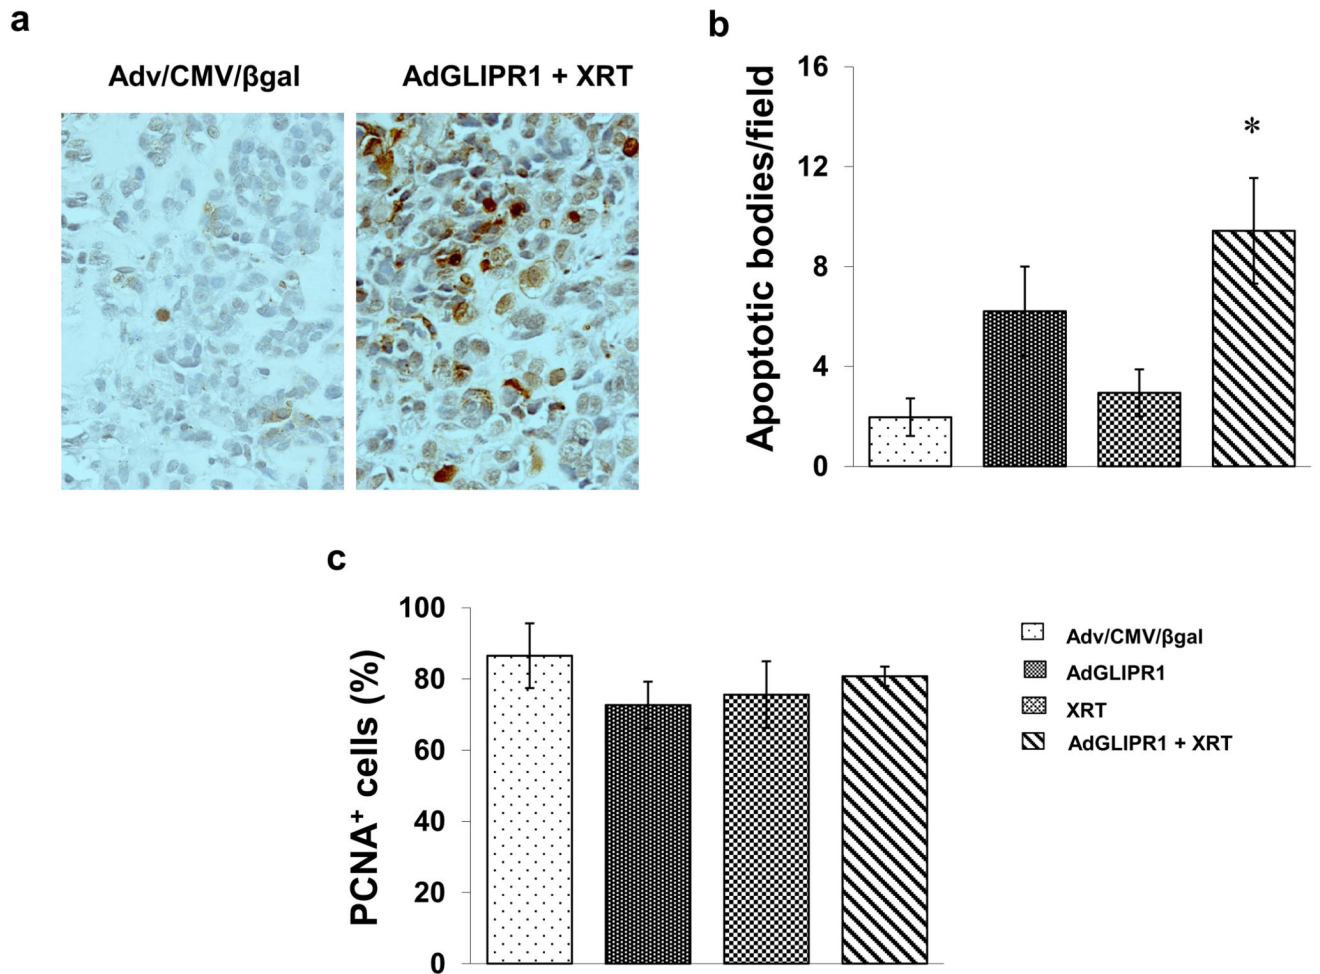 a
Adv/CMV/βgal
AdGLIPR1 + XRT
b
Apoptotic bodies/field
16
12
8
4
0
*
c
PCNA⁺ cells (%)
100
80
60
40
20
0
Adv/CMV/βgal
AdGLIPR1
XRT
AdGLIPR1 + XRT